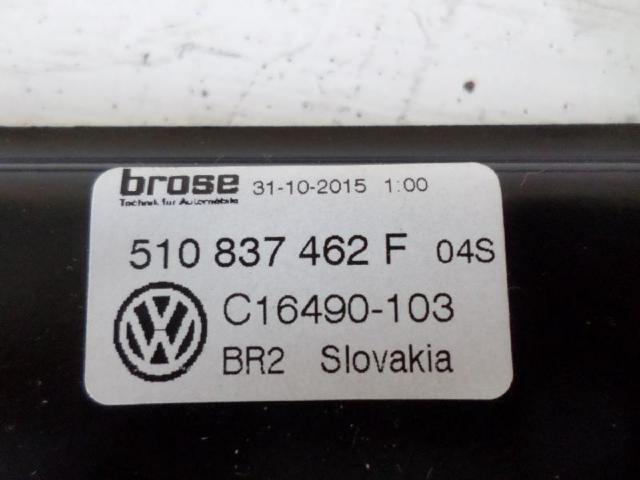 brose 31-10-2015 1:00
Technik für Automobile
510 837 462 F 04S
C16490-103
BR2 Slovakia